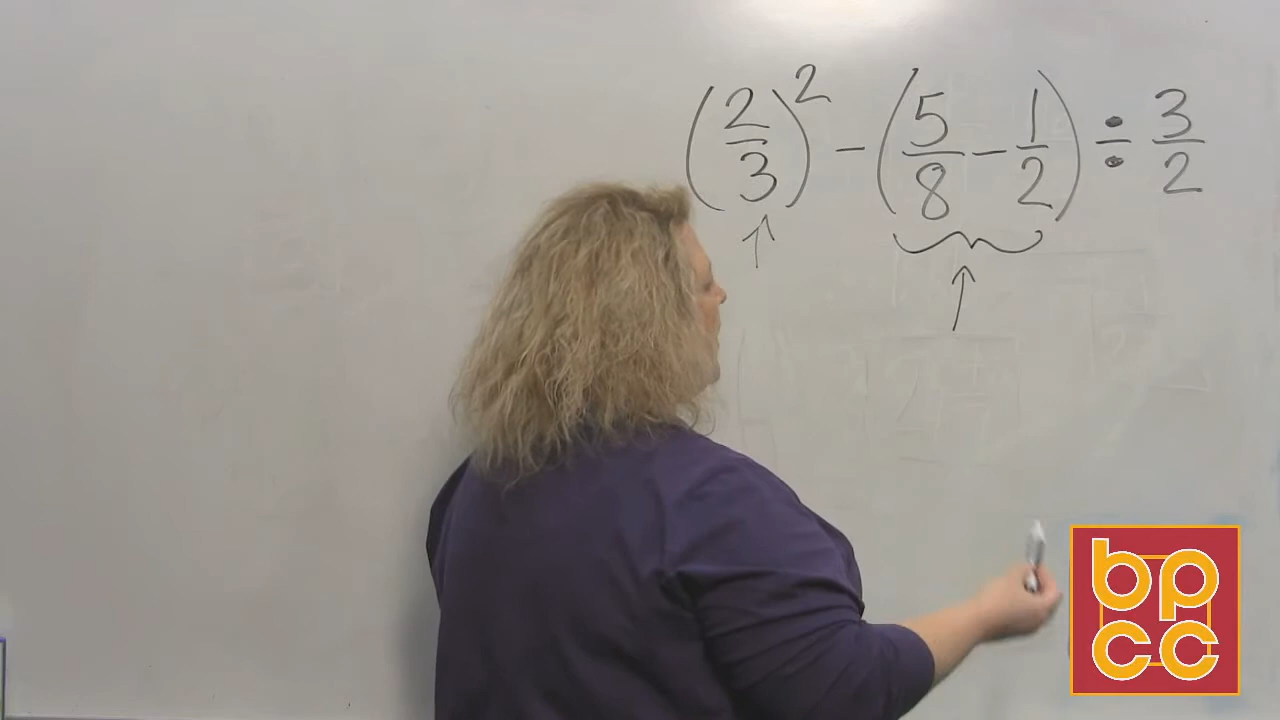 (2/3)² - (5/8 - 1/2) ÷ 3/2
bp
cc